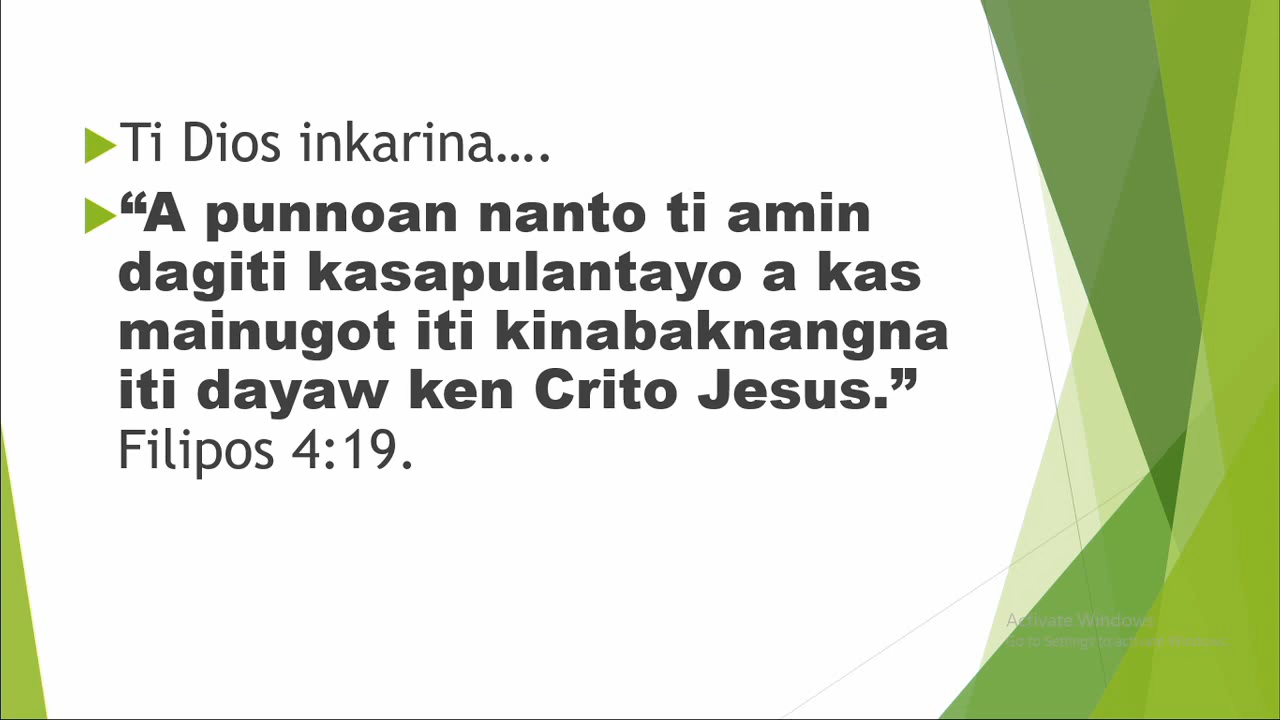 Ti Dios inkarina….
“A punnoan nanto ti amin
dagiti kasapulantayo a kas
mainugot iti kinabaknangna
iti dayaw ken Crito Jesus.”
Filipos 4:19.
Activate Windows
Go to Settings to activate Windows.